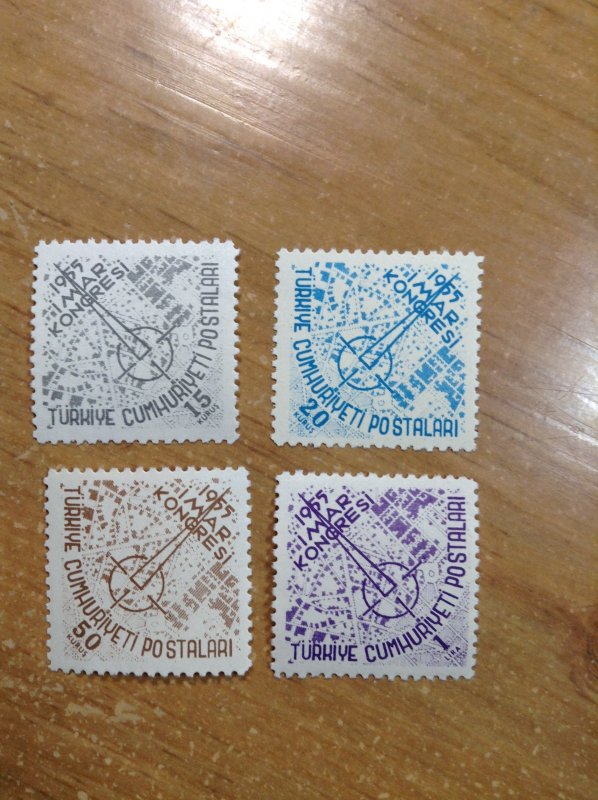 1955
İMAR
KONGRESİ
TÜRKİYE CUMHURİYETİ POSTALARI
15
KURUŞ
1955
İMAR
KONGRESİ
TÜRKİYE CUMHURİYETİ POSTALARI
20
KURUŞ
1955
İMAR
KONGRESİ
TÜRKİYE CUMHURİYETİ POSTALARI
50
KURUŞ
1955
İMAR
KONGRESİ
TÜRKİYE CUMHURİYETİ POSTALARI
1
LİRA